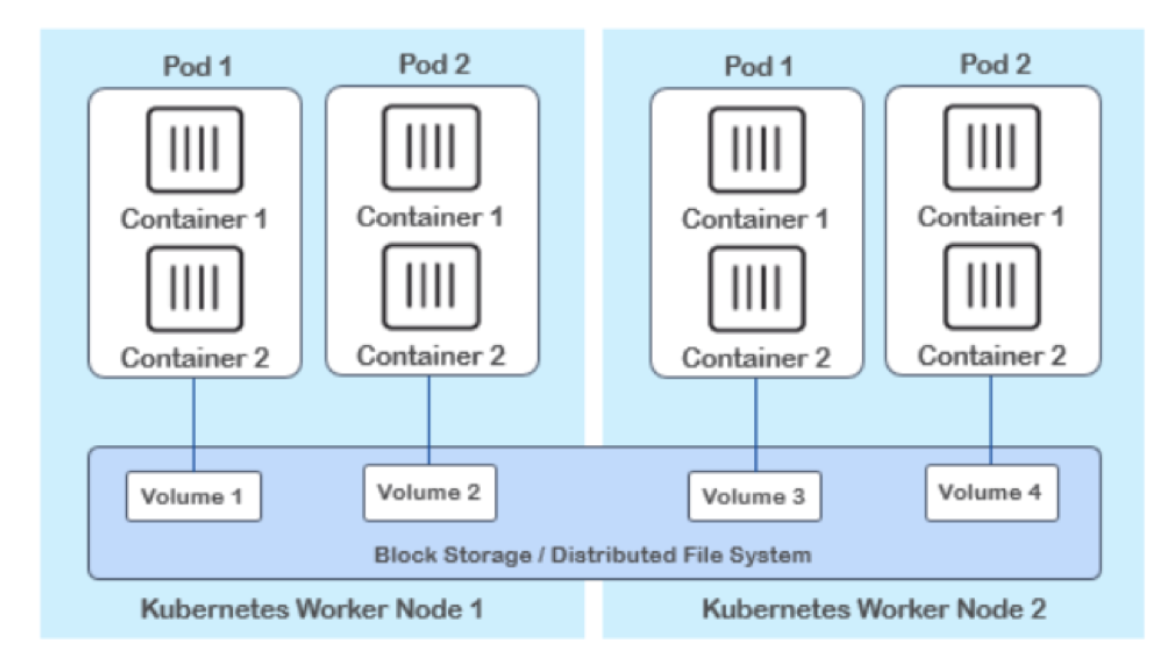 Pod 1
Container 1
Container 2
Pod 2
Container 1
Container 2
Volume 1
Volume 2
Kubernetes Worker Node 1
Pod 1
Container 1
Container 2
Pod 2
Container 1
Container 2
Volume 3
Volume 4
Block Storage / Distributed File System
Kubernetes Worker Node 2